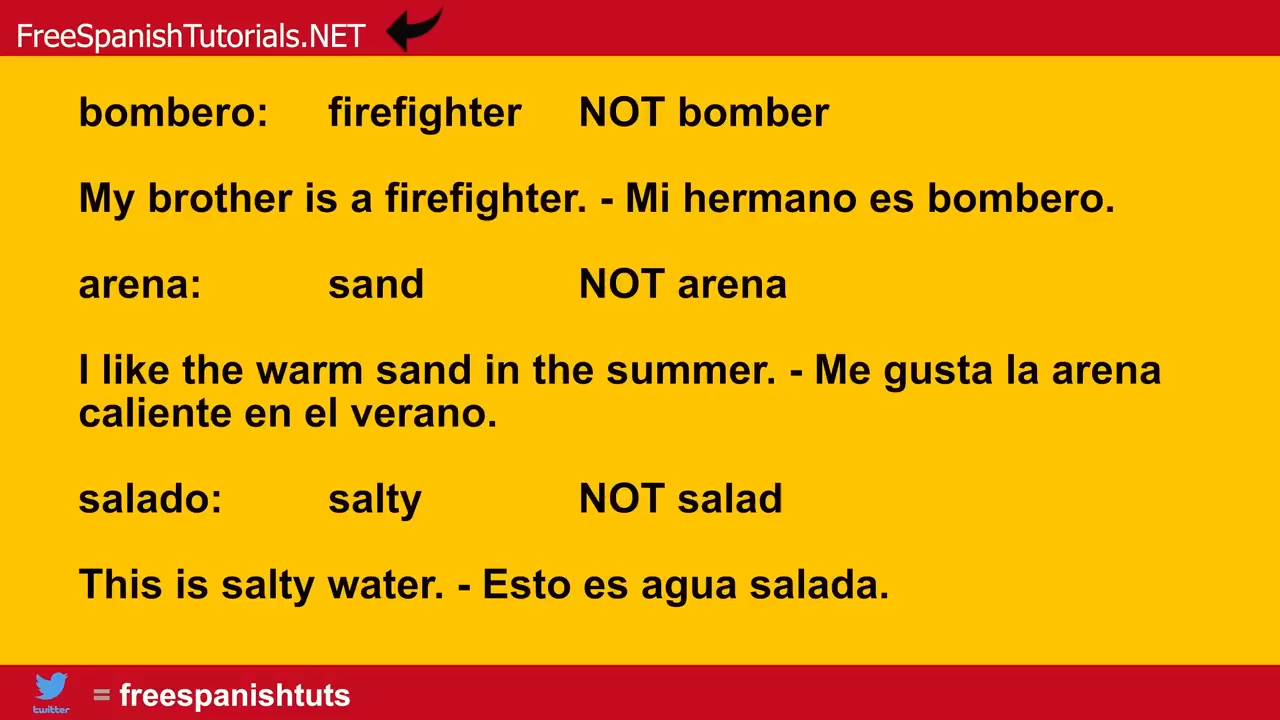 FreeSpanishTutorials.NET
bombero: firefighter NOT bomber
My brother is a firefighter. - Mi hermano es bombero.
arena: sand NOT arena
I like the warm sand in the summer. - Me gusta la arena
caliente en el verano.
salado: salty NOT salad
This is salty water. - Esto es agua salada.
twitter = freespanishtuts